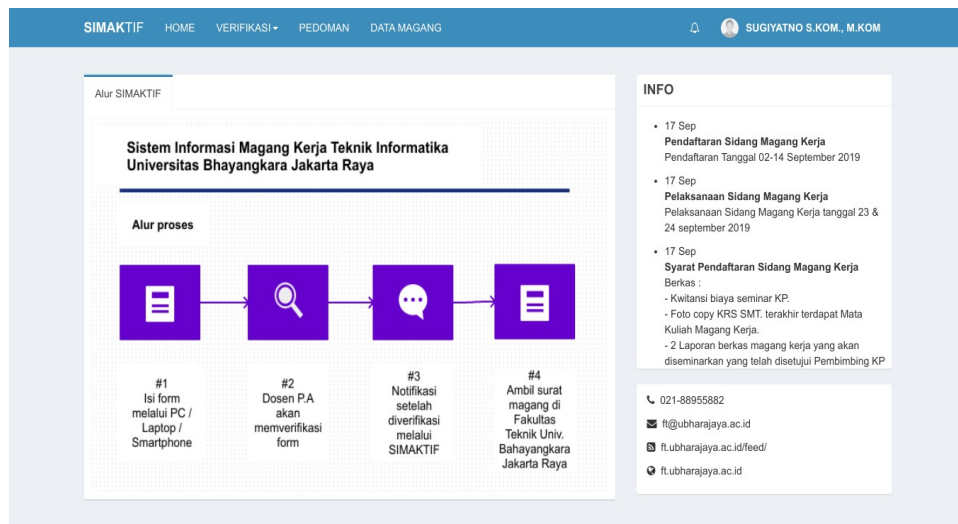 SIMAKTIF HOME VERIFIKASI PEDOMAN DATA MAGANG SUGIYATNO S.KOM., M.KOM
Alur SIMAKTIF
Sistem Informasi Magang Kerja Teknik Informatika
Universitas Bhayangkara Jakarta Raya
Alur proses
#1
Isi form
melalui PC /
Laptop /
Smartphone
#2
Dosen P.A
akan
memverifikasi
form
#3
Notifikasi
setelah
diverifikasi
melalui
SIMAKTIF
#4
Ambil surat
magang di
Fakultas
Teknik Univ.
Bahayangkara
Jakarta Raya
INFO
17 Sep
Pendaftaran Sidang Magang Kerja
Pendaftaran Tanggal 02-14 September 2019
17 Sep
Pelaksanaan Sidang Magang Kerja
Pelaksanaan Sidang Magang Kerja tanggal 23 &
24 september 2019
17 Sep
Syarat Pendaftaran Sidang Magang Kerja
Berkas :
- Kwitansi biaya seminar KP.
- Foto copy KRS SMT. terakhir terdapat Mata
Kuliah Magang Kerja.
- 2 Laporan berkas magang kerja yang akan
diseminarkan yang telah disetujui Pembimbing KP
021-88955882
ft@ubharajaya.ac.id
ft.ubharajaya.ac.id/feed/
ft.ubharajaya.ac.id